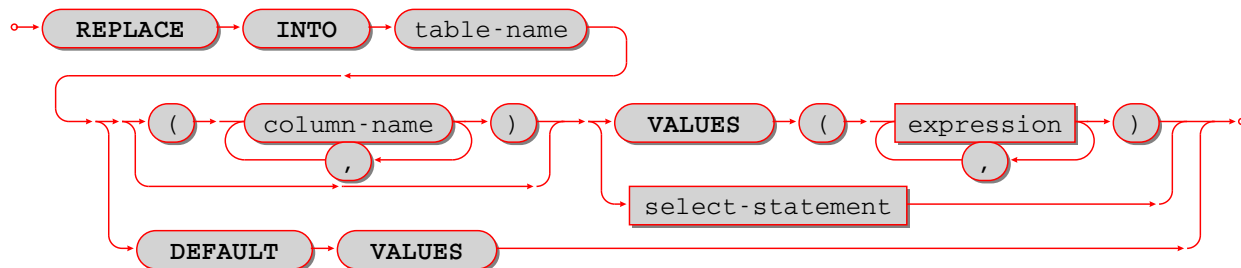 REPLACE INTO table-name
( column-name ) VALUES ( expression )
, ,
select-statement
DEFAULT VALUES